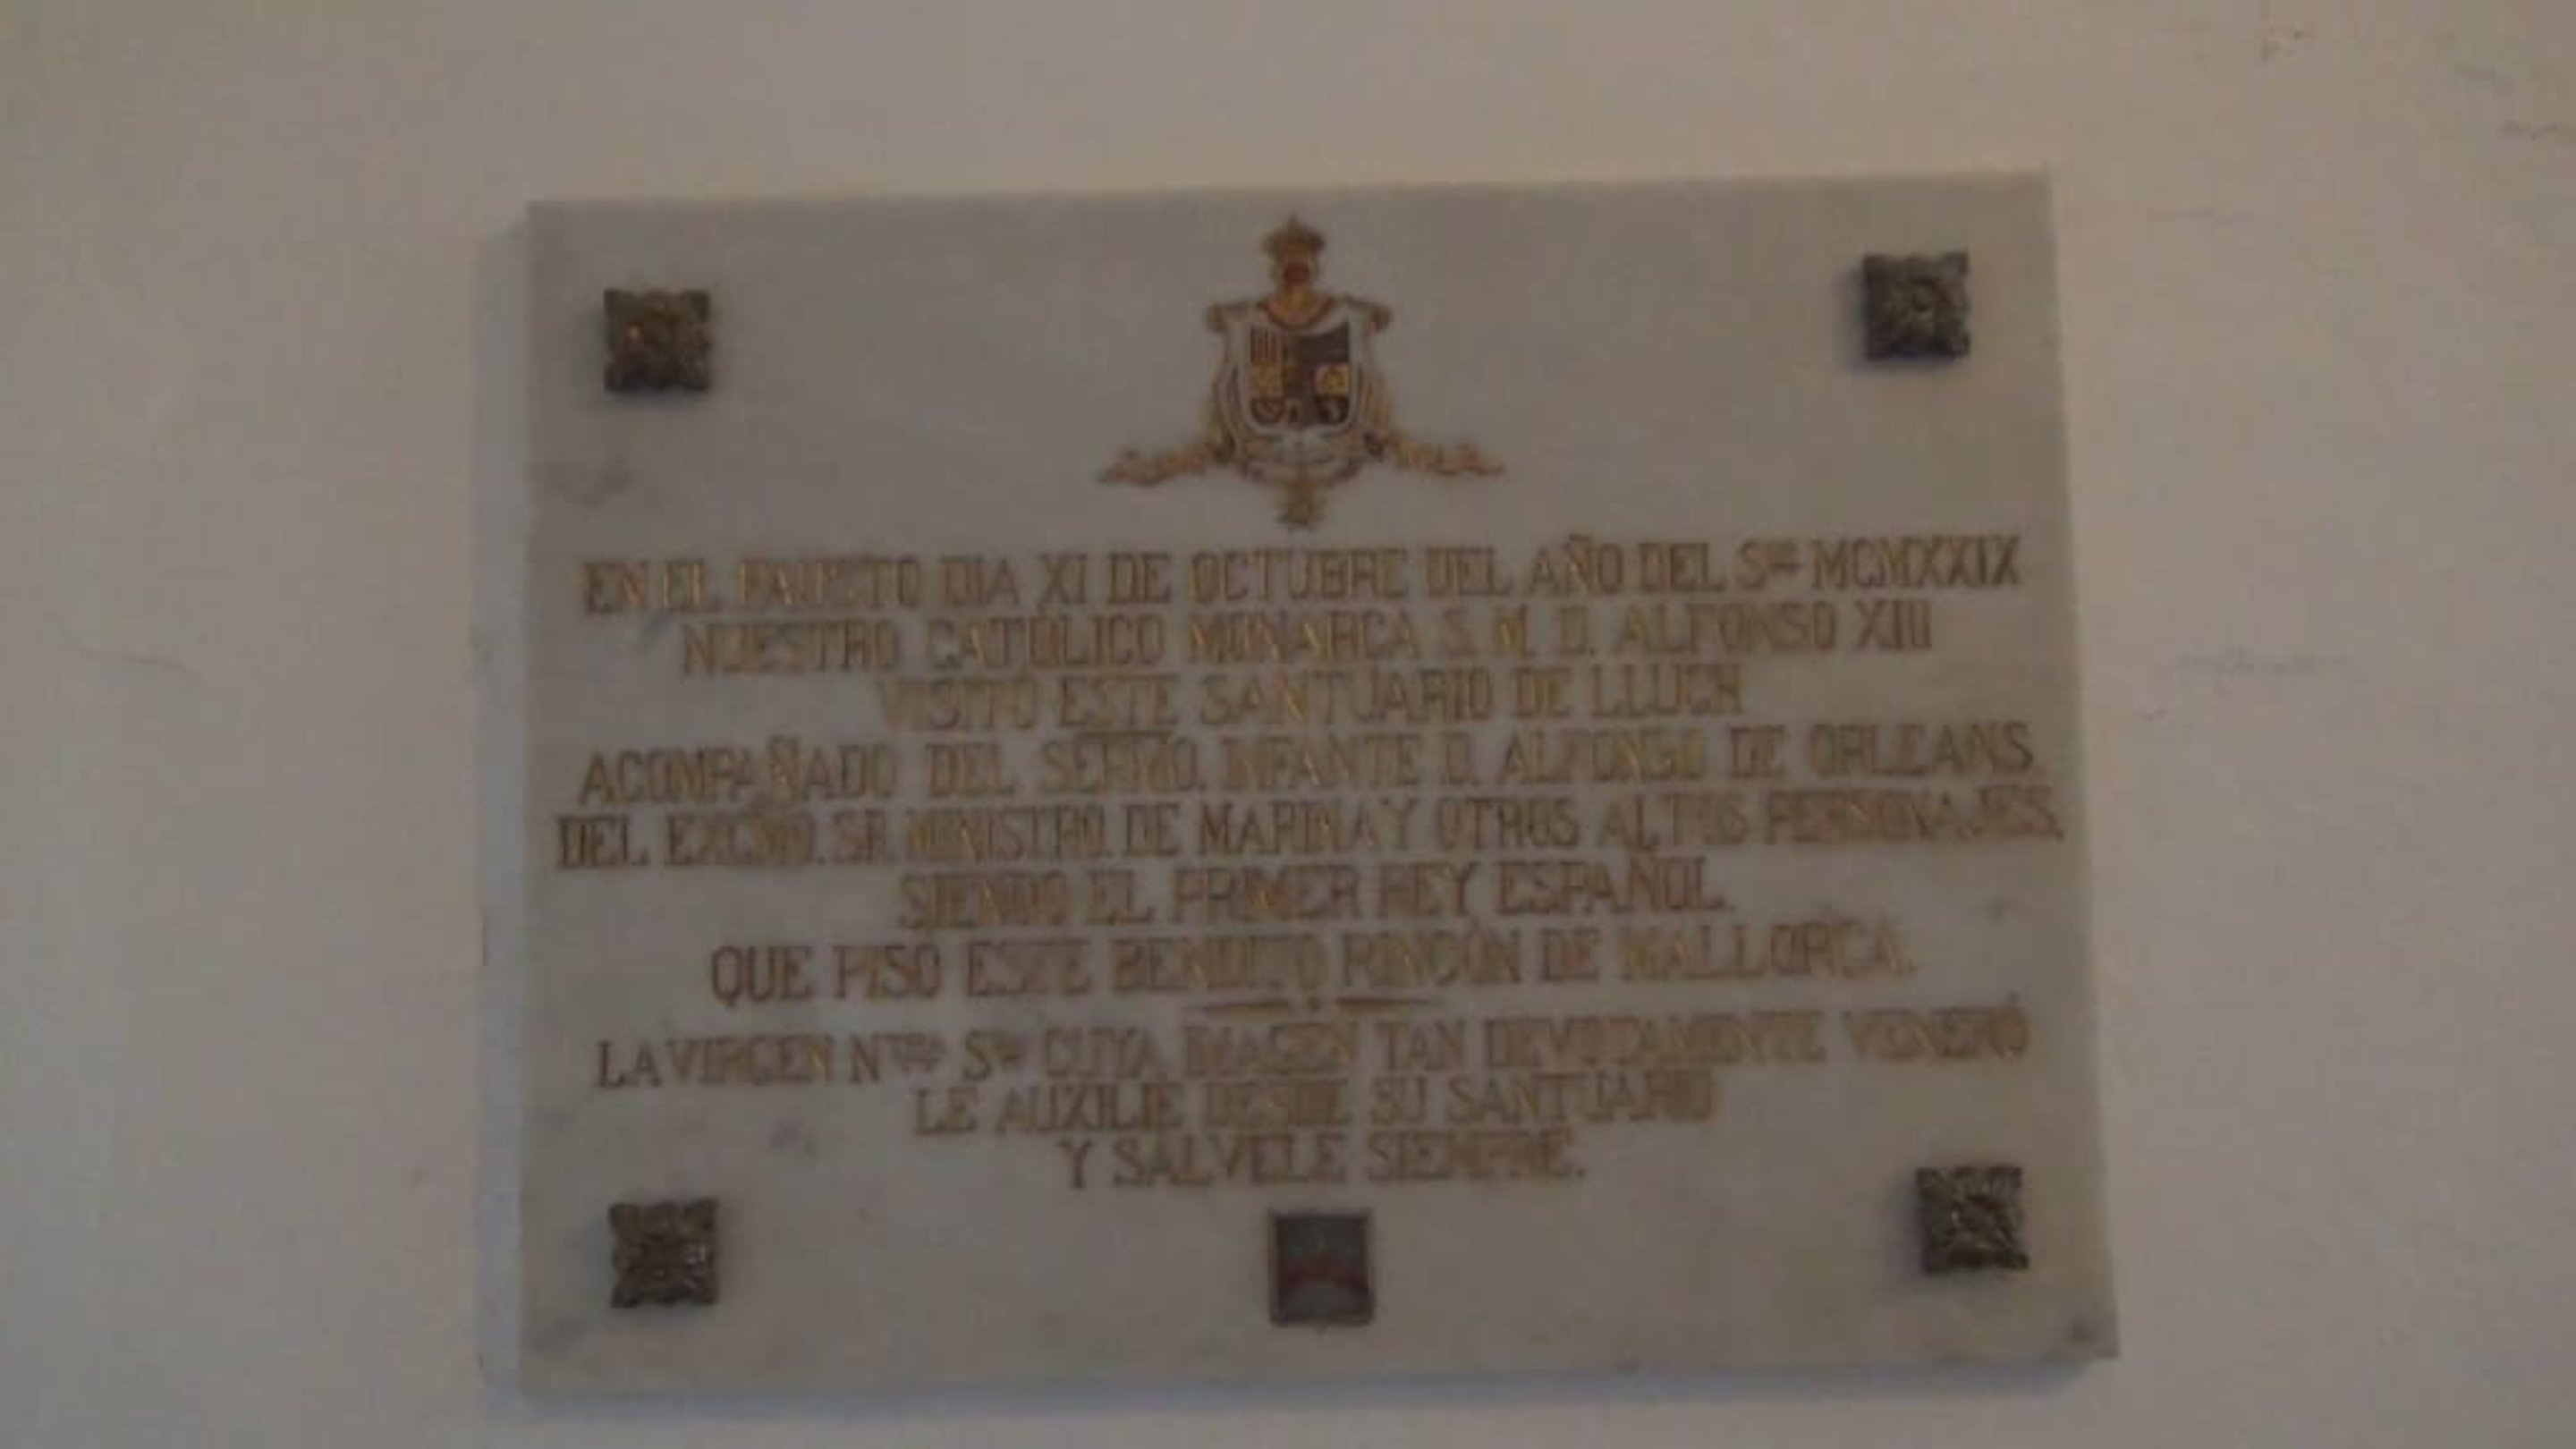 EN EL FAUSTO DIA XI DE OCTUBRE DEL AÑO DEL Sor MCMXXIX
NUESTRO CATOLICO MONARCA S. M. D. ALFONSO XIII
VISITO ESTE SANTUARIO DE LLUCH
ACOMPAÑADO DEL SERMO. INFANTE D. ALFONSO DE ORLEANS
DEL EXCMO. SR. MINISTRO DE MARINA Y OTROS ALTOS PERSONAJES,
SIENDO EL PRIMER REY ESPAÑOL.
QUE PISO ESTE BENDITO RINCÓN DE MALLORCA.
LA VIRGEN Ntra Sra CUYA IMAGEN TAN DEVOTAMENTE VENERÓ
LE AUXILIE DESDE SU SANTUARIO
Y SALVELE SIEMPRE.